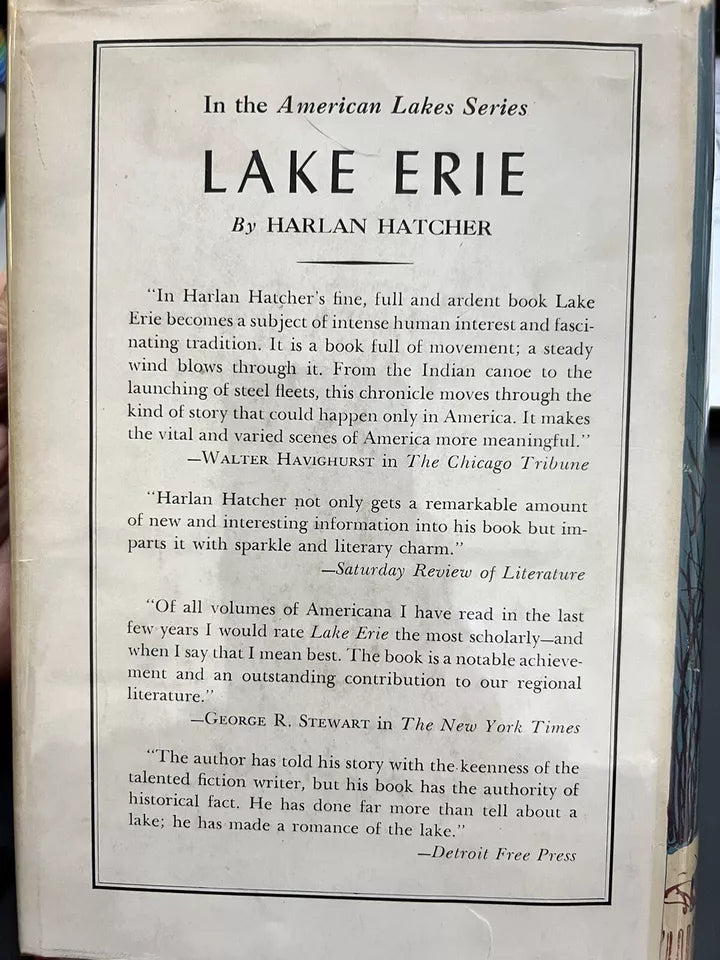 In the American Lakes Series
LAKE ERIE
By HARLAN HATCHER
“In Harlan Hatcher’s fine, full and ardent book Lake
Erie becomes a subject of intense human interest and fasci-
nating tradition. It is a book full of movement; a steady
wind blows through it. From the Indian canoe to the
launching of steel fleets, this chronicle moves through the
kind of story that could happen only in America. It makes
the vital and varied scenes of America more meaningful.”
—WALTER HAVIGHURST in The Chicago Tribune
“Harlan Hatcher not only gets a remarkable amount
of new and interesting information into his book but im-
parts it with sparkle and literary charm.”
—Saturday Review of Literature
“Of all volumes of Americana I have read in the last
few years I would rate Lake Erie the most scholarly—and
when I say that I mean best. The book is a notable achieve-
ment and an outstanding contribution to our regional
literature.”
—GEORGE R. STEWART in The New York Times
“The author has told his story with the keenness of the
talented fiction writer, but his book has the authority of
historical fact. He has done far more than tell about a
lake; he has made a romance of the lake.”
—Detroit Free Press